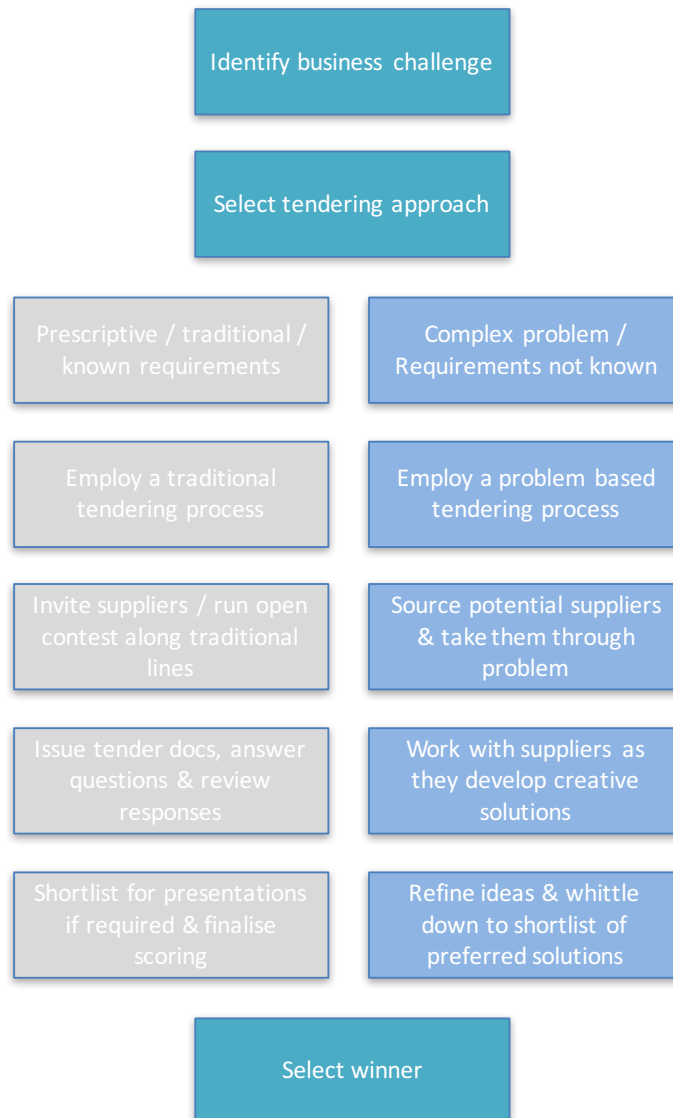 Identify business challenge
Select tendering approach
Prescriptive / traditional /
known requirements
Complex problem /
Requirements not known
Employ a traditional
tendering process
Employ a problem based
tendering process
Invite suppliers / run open
contest along traditional
lines
Source potential suppliers
& take them through
problem
Issue tender docs, answer
questions & review
responses
Work with suppliers as
they develop creative
solutions
Shortlist for presentations
if required & finalise
scoring
Refine ideas & whittle
down to shortlist of
preferred solutions
Select winner